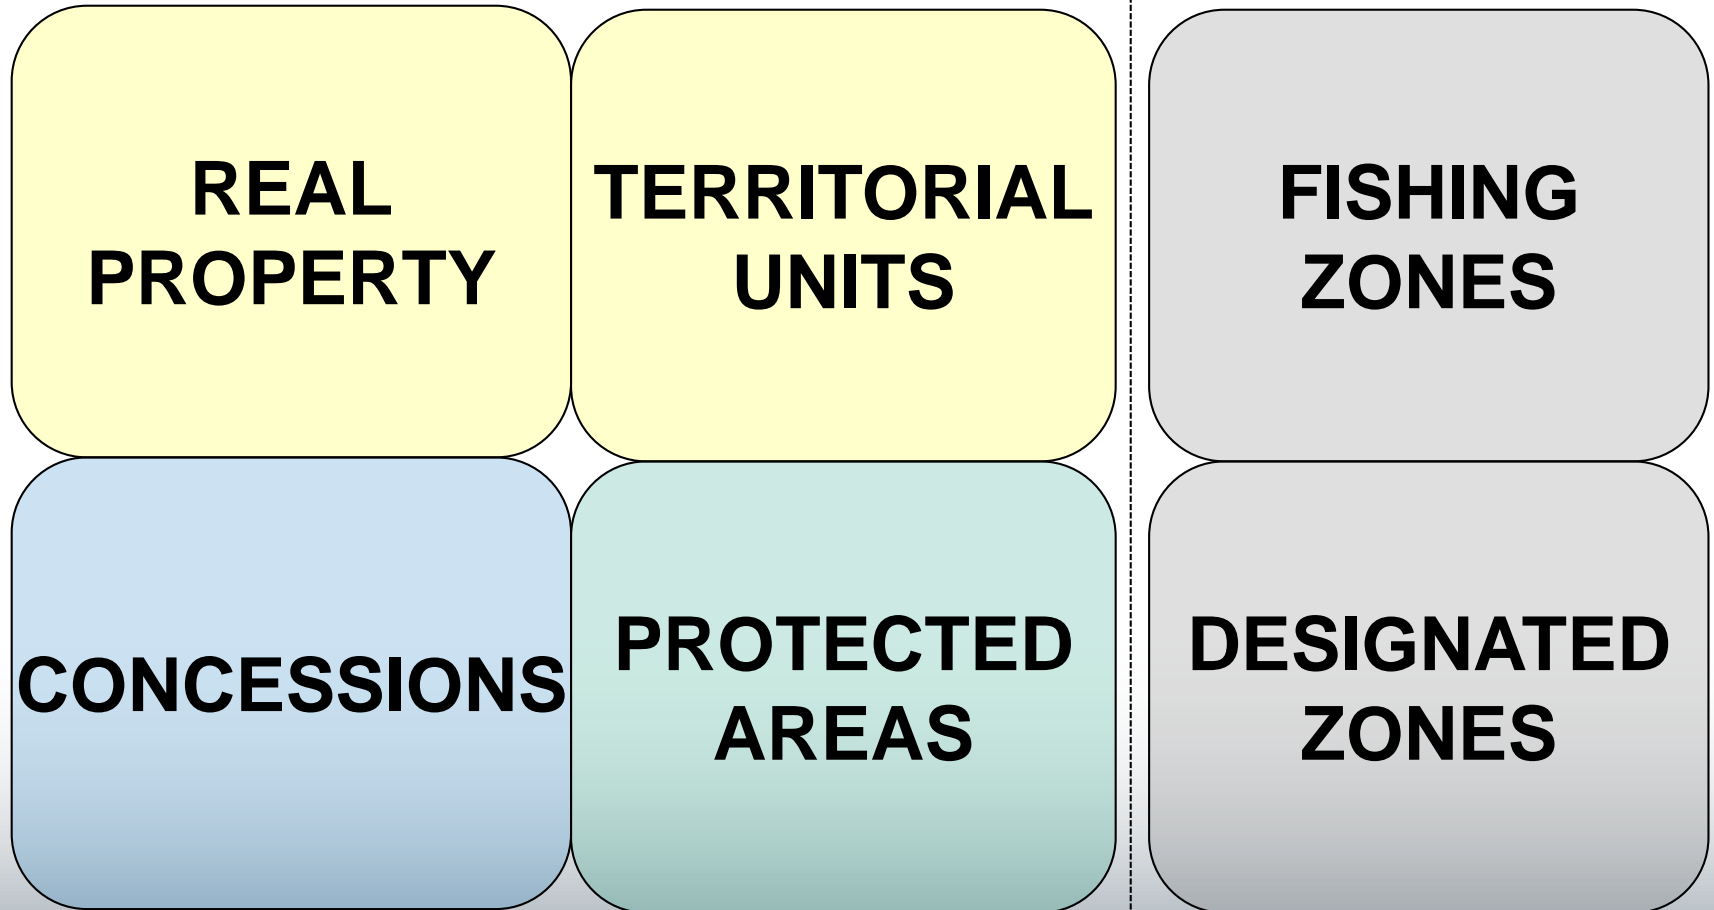 REAL
PROPERTY
TERRITORIAL
UNITS
FISHING
ZONES
CONCESSIONS
PROTECTED
AREAS
DESIGNATED
ZONES